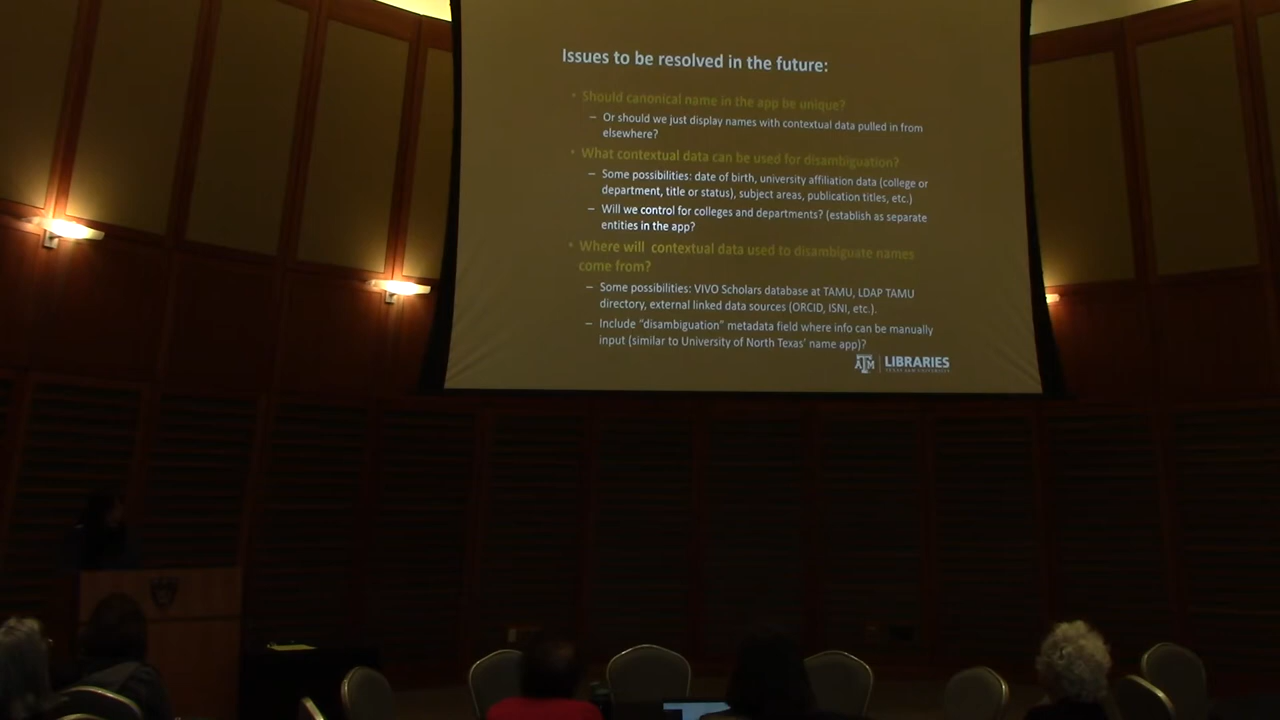 Issues to be resolved in the future:
• Should canonical name in the app be unique?
– Or should we just display names with contextual data pulled in from
elsewhere?
• What contextual data can be used for disambiguation?
– Some possibilities: date of birth, university affiliation data (college or
department, title or status), subject areas, publication titles, etc.)
– Will we control for colleges and departments? (establish as separate
entities in the app?
• Where will contextual data used to disambiguate names
come from?
– Some possibilities: VIVO Scholars database at TAMU, LDAP TAMU
directory, external linked data sources (ORCID, ISNI, etc.).
– Include “disambiguation” metadata field where info can be manually
input (similar to University of North Texas’ name app)?
ATM LIBRARIES
TEXAS A&M UNIVERSITY